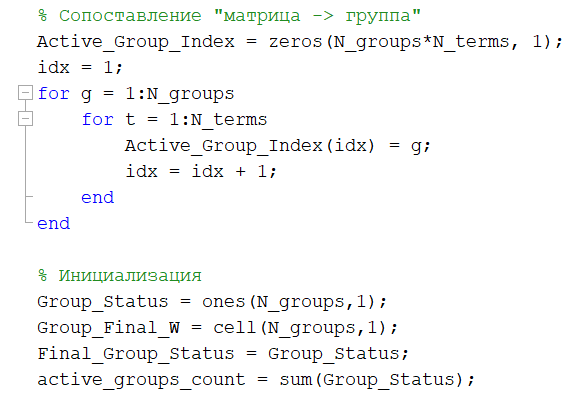 % Сопоставление "матрица -> группа"
Active_Group_Index = zeros(N_groups*N_terms, 1);
idx = 1;
for g = 1:N_groups
    for t = 1:N_terms
        Active_Group_Index(idx) = g;
        idx = idx + 1;
    end
end

% Инициализация
Group_Status = ones(N_groups,1);
Group_Final_W = cell(N_groups,1);
Final_Group_Status = Group_Status;
active_groups_count = sum(Group_Status);